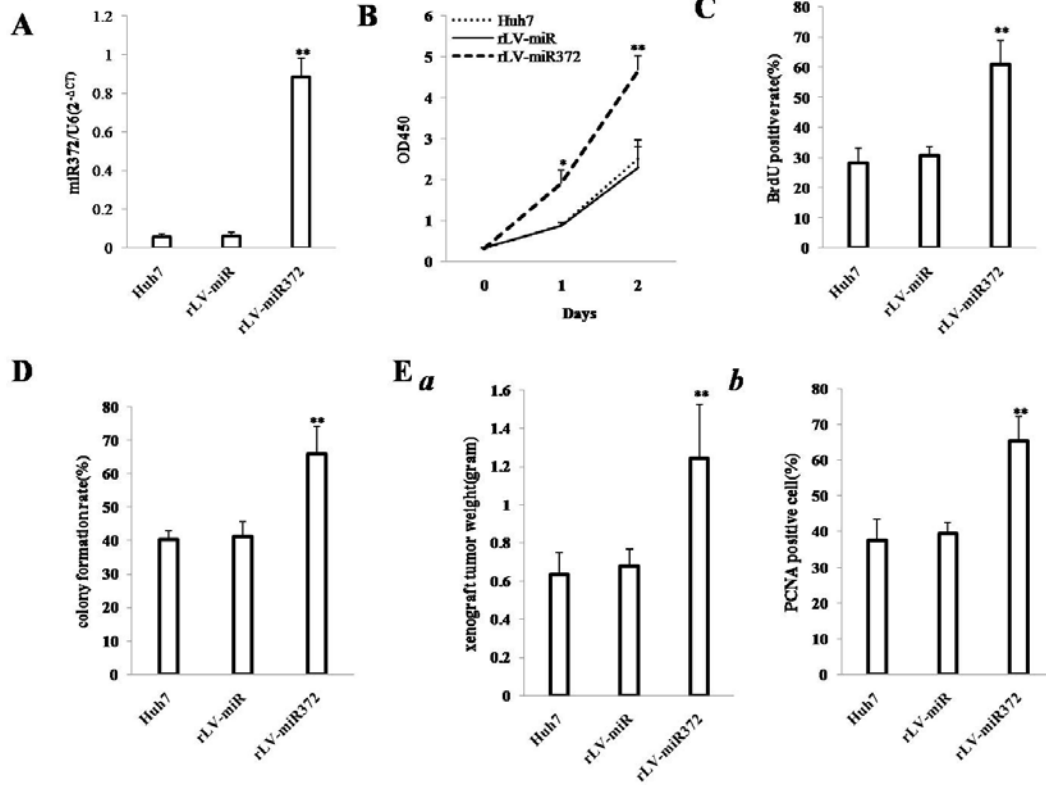 A
miR372/U6(2-ΔCT)
1.2
1
0.8
0.6
0.4
0.2
0
**
Huh7
rLV-miR
rLV-miR372
B
OD450
6
5
4
3
2
1
0
Huh7
rLV-miR
rLV-miR372
*
**
0
1
2
Days
C
BrdU positive rate(%)
80
70
60
50
40
30
20
10
0
**
Huh7
rLV-miR
rLV-miR372
D
colony formation rate(%)
80
70
60
50
40
30
20
10
0
**
Huh7
rLV-miR
rLV-miR372
E a
xenograft tumor weight(gram)
1.6
1.4
1.2
1
0.8
0.6
0.4
0.2
0
**
Huh7
rLV-miR
rLV-miR372
b
PCNA positive cell(%)
80
70
60
50
40
30
20
10
0
**
Huh7
rLV-miR
rLV-miR372